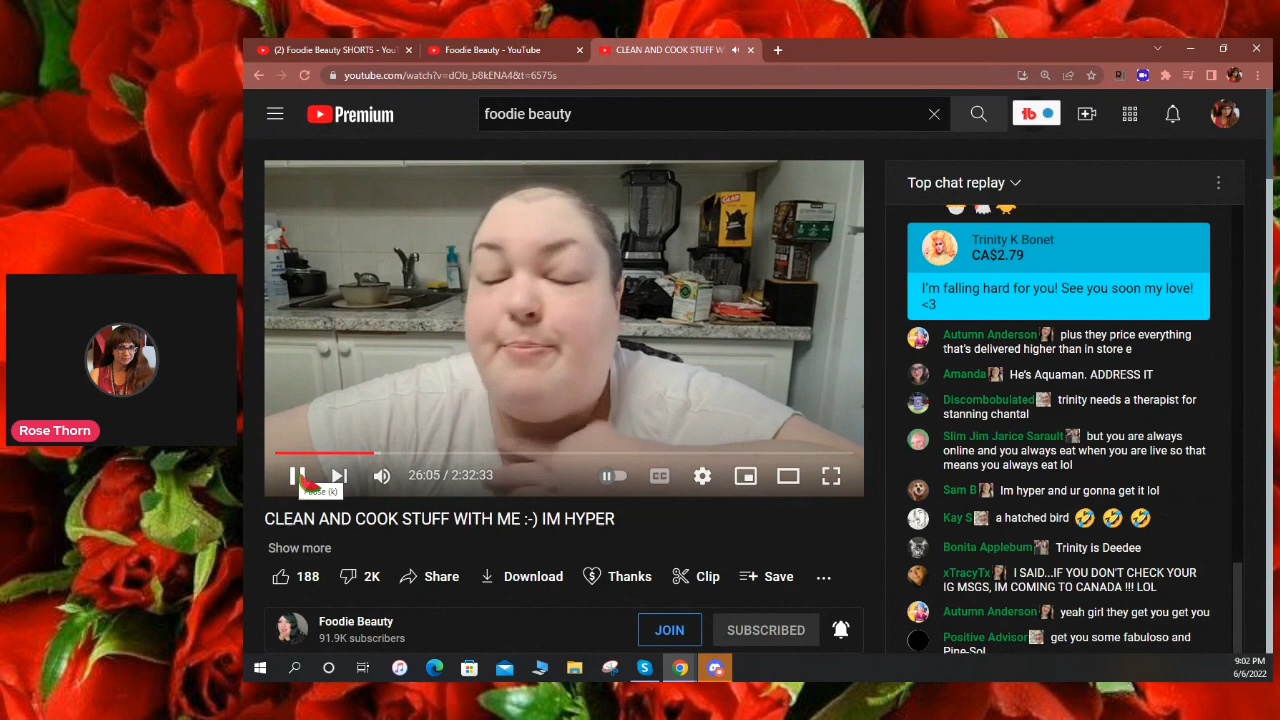 (2) Foodie Beauty SHORTS - YouT
Foodie Beauty - YouTube
CLEAN AND COOK STUFF W
youtube.com/watch?v=dOb_b8kENA4&t=6575s
Premium
foodie beauty
Top chat replay
Trinity K Bonet
CA$2.79
I'm falling hard for you! See you soon my love!
<3
Autumn Anderson plus they price everything
that's delivered higher than in store e
Amanda He's Aquaman. ADDRESS IT
Discombobulated trinity needs a therapist for
stanning chantal
Slim Jim Jarice Sarault but you are always
online and you always eat when you are live so that
means you always eat lol
Sam B Im hyper and ur gonna get it lol
Kay S a hatched bird
Bonita Applebum Trinity is Deedee
xTracyTx I SAID...IF YOU DON'T CHECK YOUR
IG MSGS, IM COMING TO CANADA !!! LOL
Autumn Anderson yeah girl they get you get you
Positive Advisor get you some fabuloso and
Pine-Sol
GLAD
Rose Thorn
26:05 / 2:32:33
CC
Pause (k)
CLEAN AND COOK STUFF WITH ME :-) IM HYPER
Show more
188
2K
Share
Download
Thanks
Clip
Save
Foodie Beauty
91.9K subscribers
JOIN
SUBSCRIBED
9:02 PM
6/6/2022